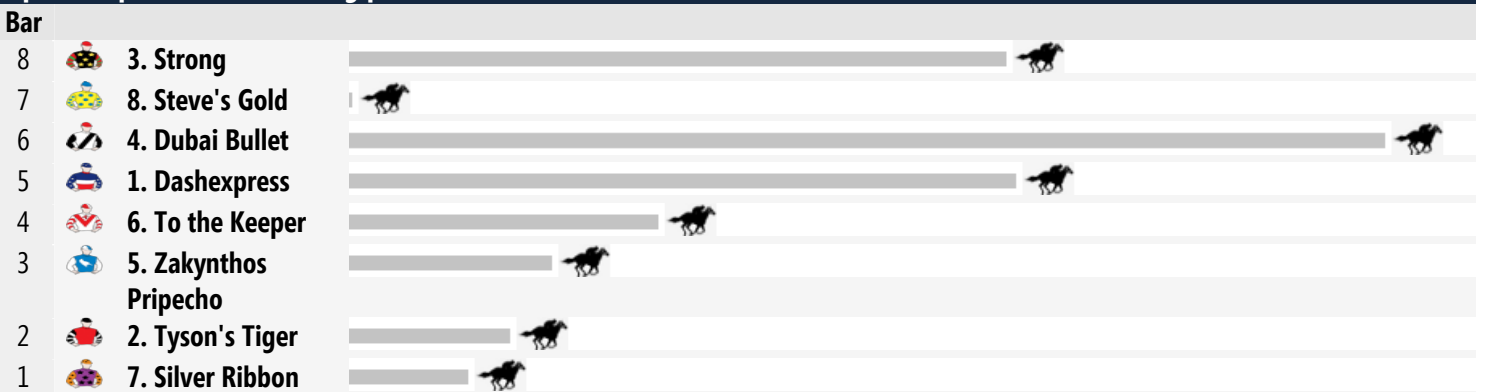 Bar
8 3. Strong
7 8. Steve's Gold
6 4. Dubai Bullet
5 1. Dashexpress
4 6. To the Keeper
3 5. Zakynthos
Pripecho
2 2. Tyson's Tiger
1 7. Silver Ribbon